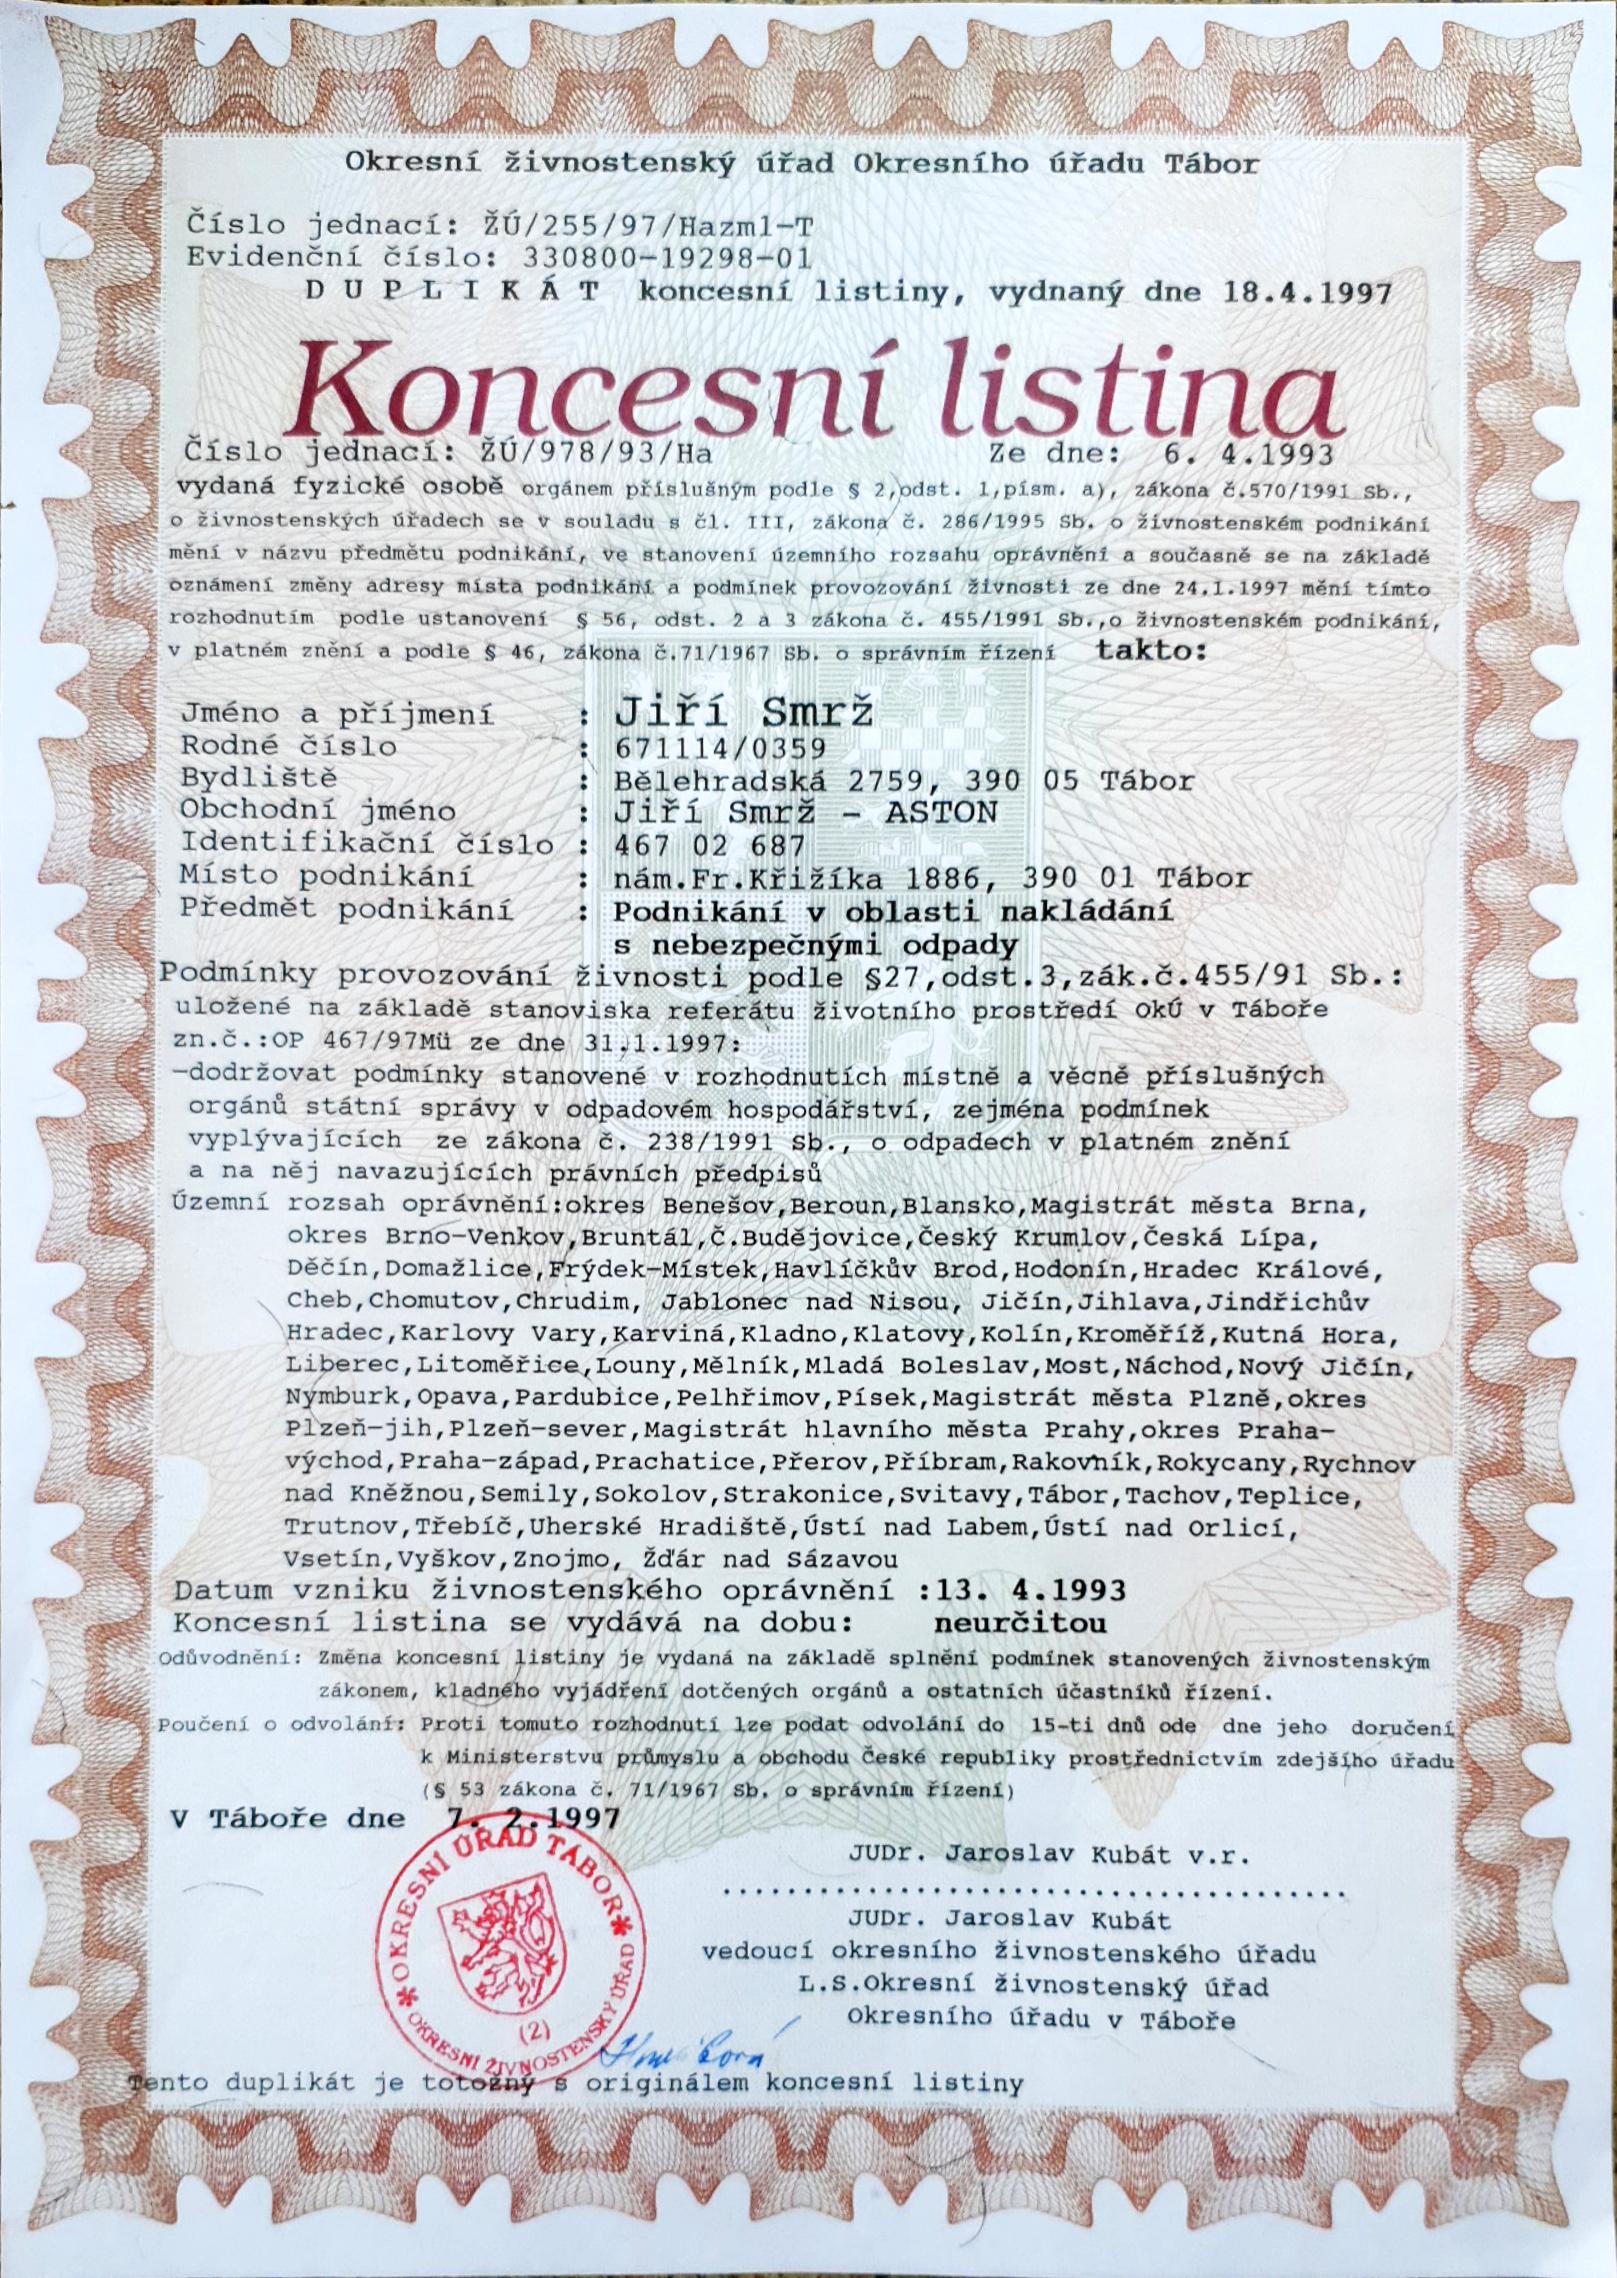 Okresní živnostenský úřad Okresního úřadu Tábor
Číslo jednací: ŽÚ/255/97/Hazml-T
Evidenční číslo: 330800-19298-01
D U P L I K Á T koncesní listiny, vydnaný dne 18.4.1997
Koncesní listina
Číslo jednací: ŽÚ/978/93/Ha Ze dne: 6. 4.1993
vydaná fyzické osobě orgánem příslušným podle § 2,odst. 1,písm. a), zákona č.570/1991 Sb.,
o živnostenských úřadech se v souladu s čl. III, zákona č. 286/1995 Sb. o živnostenském podnikání
mění v názvu předmětu podnikání, ve stanovení územního rozsahu oprávnění a současně se na základě
oznámení změny adresy místa podnikání a podmínek provozování živnosti ze dne 24.1.1997 mění tímto
rozhodnutím podle ustanovení § 56, odst. 2 a 3 zákona č. 455/1991 Sb.,o živnostenském podnikání,
v platném znění a podle § 46, zákona č.71/1967 Sb. o správním řízení takto:
Jméno a příjmení : Jiří Smrž
Rodné číslo : 671114/0359
Bydliště : Bělehradská 2759, 390 05 Tábor
Obchodní jméno : Jiří Smrž - ASTON
Identifikační číslo : 467 02 687
Místo podnikání : nám.Fr.Křižíka 1886, 390 01 Tábor
Předmět podnikání : Podnikání v oblasti nakládání
s nebezpečnými odpady
Podmínky provozování živnosti podle §27,odst.3,zák.č.455/91 Sb.:
uložené na základě stanoviska referátu životního prostředí OkÚ v Táboře
zn.č.:OP 467/97Mü ze dne 31.1.1997:
-dodržovat podmínky stanovené v rozhodnutích místně a věcně příslušných
orgánů státní správy v odpadovém hospodářství, zejména podmínek
vyplývajících ze zákona č. 238/1991 Sb., o odpadech v platném znění
a na něj navazujících právních předpisů
Územní rozsah oprávnění:okres Benešov,Beroun,Blansko,Magistrát města Brna,
okres Brno-Venkov,Bruntál,Č.Budějovice,Český Krumlov,Česká Lípa,
Děčín,Domažlice,Frýdek-Místek,Havlíčkův Brod,Hodonín,Hradec Králové,
Cheb,Chomutov,Chrudim, Jablonec nad Nisou, Jičín,Jihlava,Jindřichův
Hradec,Karlovy Vary,Karviná,Kladno,Klatovy,Kolín,Kroměříž,Kutná Hora,
Liberec,Litoměřice,Louny,Mělník,Mladá Boleslav,Most,Náchod,Nový Jičín,
Nymburk,Opava,Pardubice,Pelhřimov,Písek,Magistrát města Plzně,okres
Plzeň-jih,Plzeň-sever,Magistrát hlavního města Prahy,okres Praha-
východ,Praha-západ,Prachatice,Přerov,Příbram,Rakovník,Rokycany,Rychnov
nad Kněžnou,Semily,Sokolov,Strakonice,Svitavy,Tábor,Tachov,Teplice,
Trutnov,Třebíč,Uherské Hradiště,Ústí nad Labem,Ústí nad Orlicí,
Vsetín,Vyškov,Znojmo, Žďár nad Sázavou
Datum vzniku živnostenského oprávnění :13. 4.1993
Koncesní listina se vydává na dobu: neurčitou
Odůvodnění: Změna koncesní listiny je vydaná na základě splnění podmínek stanovených živnostenským
zákonem, kladného vyjádření dotčených orgánů a ostatních účastníků řízení.
Poučení o odvolání: Proti tomuto rozhodnutí lze podat odvolání do 15-ti dnů ode dne jeho doručení
k Ministerstvu průmyslu a obchodu České republiky prostřednictvím zdejšího úřadu
(§ 53 zákona č. 71/1967 Sb. o správním řízení)
V Táboře dne 7. 2.1997
JUDr. Jaroslav Kubát v.r.
.......................................
JUDr. Jaroslav Kubát
vedoucí okresního živnostenského úřadu
L.S.Okresní živnostenský úřad
Okresního úřadu v Táboře
*OKRESNÍ ÚŘAD TÁBOR*
OKRESNÍ ŽIVNOSTENSKÝ ÚŘAD
(2)
Tento duplikát je totožný s originálem koncesní listiny